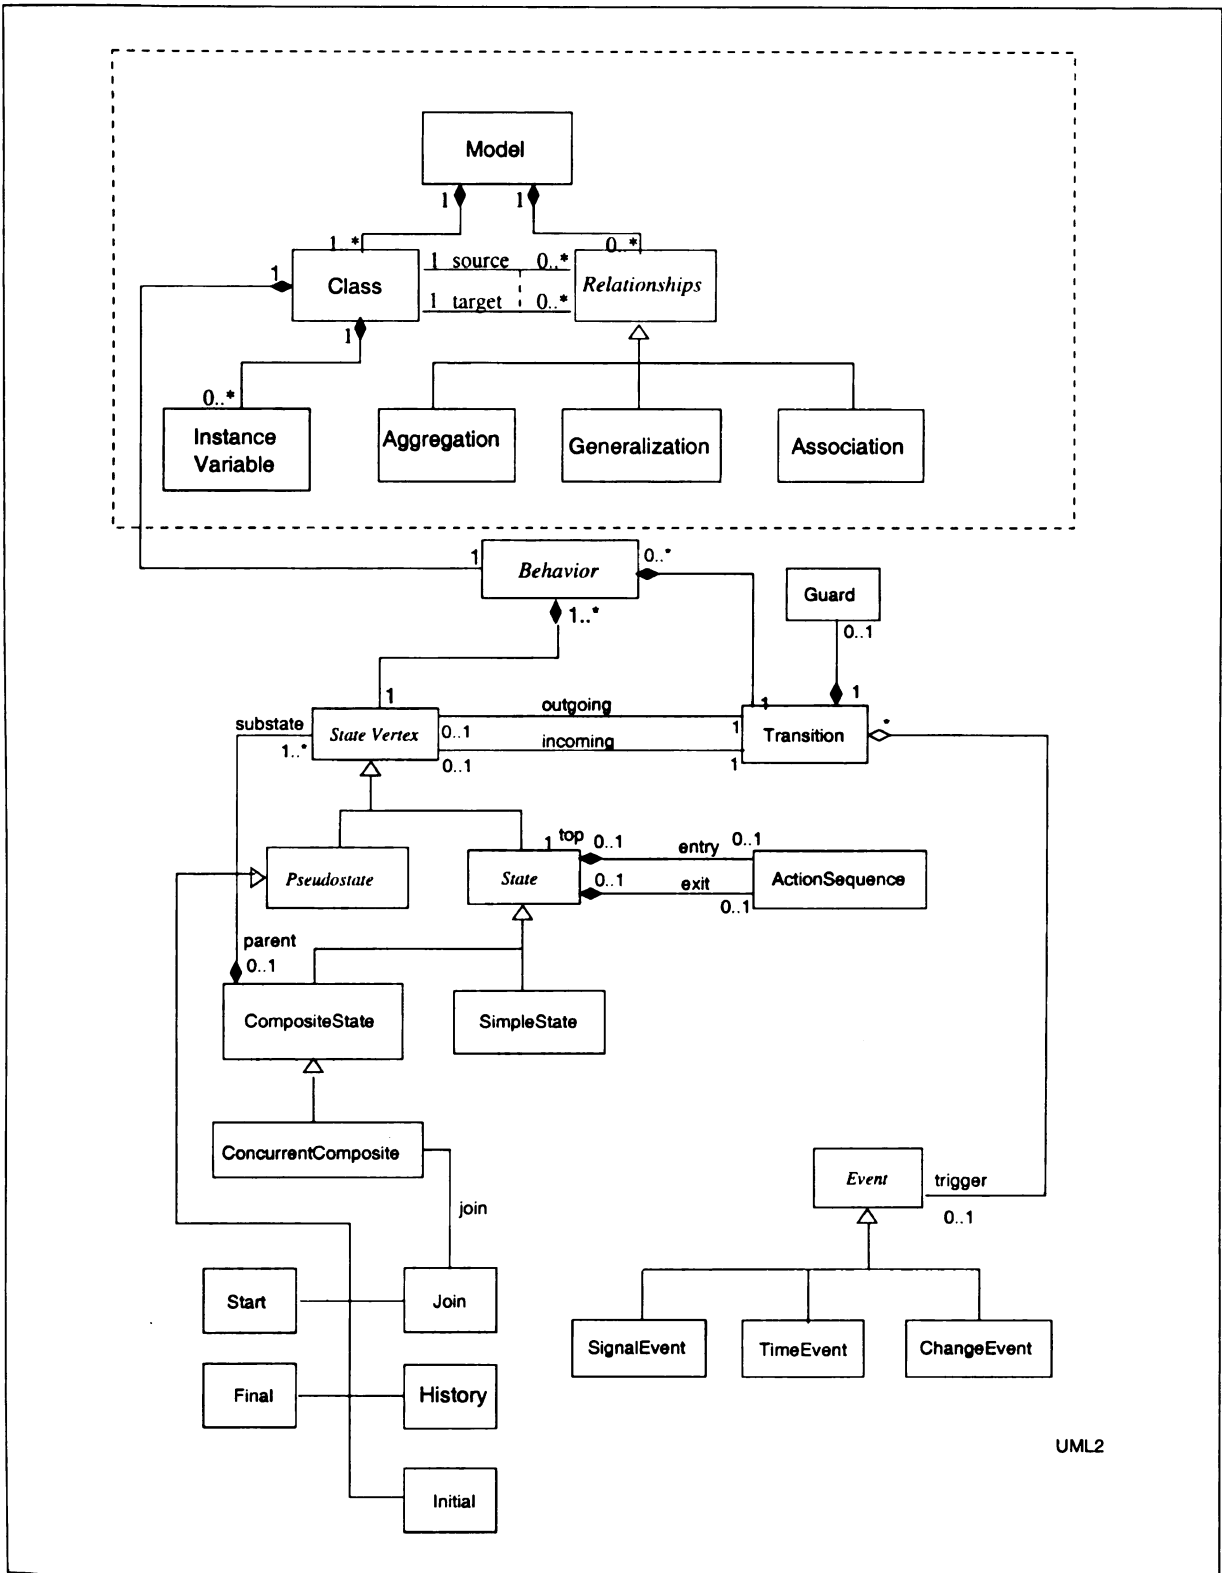 Model
1 1
1..* 0..*
1 source 0..*
1
Class
Relationships
1 target 0..*
1
0..*
Instance
Variable
Aggregation
Generalization
Association
1
Behavior
0..*
1..*
Guard
0..1
1
1
1
outgoing
substate
State Vertex
0..1
1
Transition
*
1..*
incoming
0..1
1
top
1
0..1
entry
0..1
Pseudostate
State
0..1
exit
0..1
ActionSequence
parent
0..1
CompositeState
SimpleState
ConcurrentComposite
join
Event
trigger
0..1
Start
Join
SignalEvent
TimeEvent
ChangeEvent
Final
History
UML2
Initial